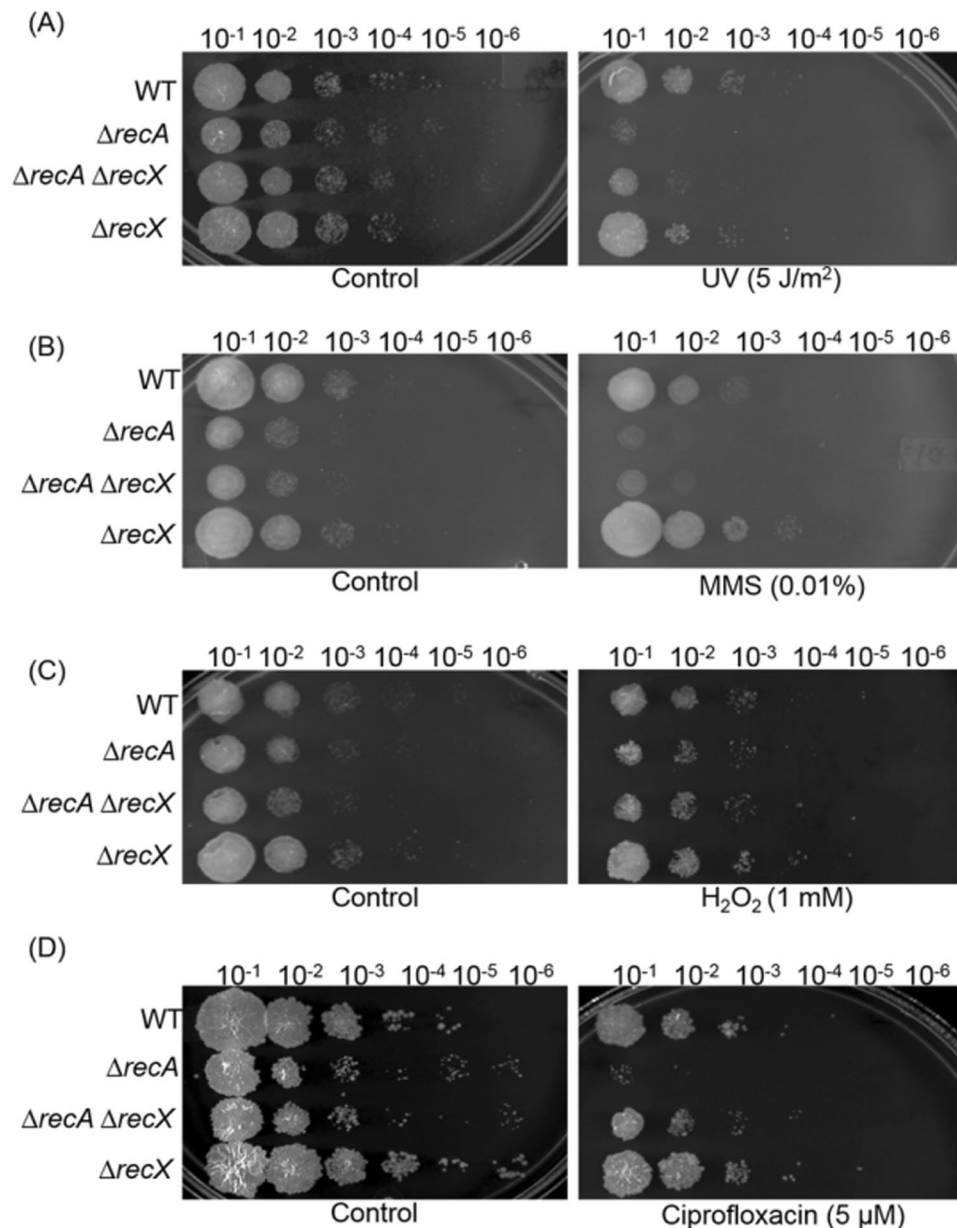 (A)
10-1 10-2 10-3 10-4 10-5 10-6
10-1 10-2 10-3 10-4 10-5 10-6
WT
ΔrecA
ΔrecA ΔrecX
ΔrecX
Control
UV (5 J/m2)
(B)
10-1 10-2 10-3 10-4 10-5 10-6
10-1 10-2 10-3 10-4 10-5 10-6
WT
ΔrecA
ΔrecA ΔrecX
ΔrecX
Control
MMS (0.01%)
(C)
10-1 10-2 10-3 10-4 10-5 10-6
10-1 10-2 10-3 10-4 10-5 10-6
WT
ΔrecA
ΔrecA ΔrecX
ΔrecX
Control
H2O2 (1 mM)
(D)
10-1 10-2 10-3 10-4 10-5 10-6
10-1 10-2 10-3 10-4 10-5 10-6
WT
ΔrecA
ΔrecA ΔrecX
ΔrecX
Control
Ciprofloxacin (5 µM)